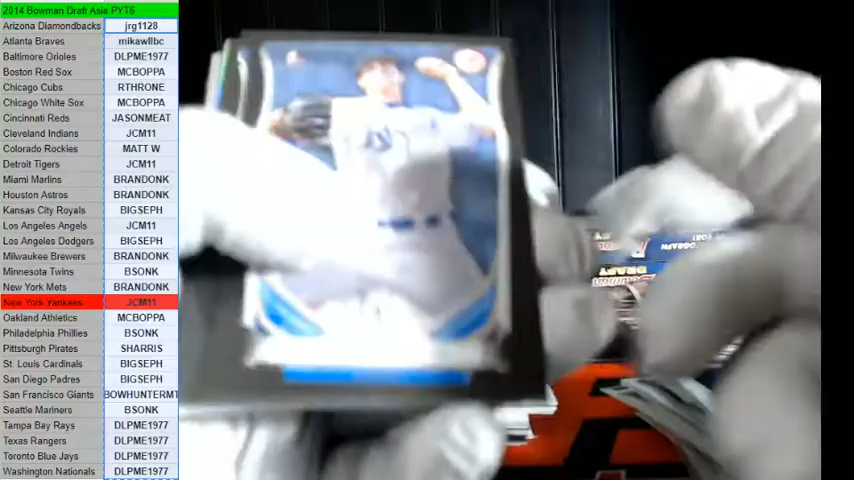 2014 Bowman Draft Asia PYT6
Arizona Diamondbacks jrg1128
Atlanta Braves mikawllbc
Baltimore Orioles DLPME1977
Boston Red Sox MCBOPPA
Chicago Cubs RTHRONE
Chicago White Sox MCBOPPA
Cincinnati Reds JASONMEAT
Cleveland Indians JCM11
Colorado Rockies MATT W
Detroit Tigers JCM11
Miami Marlins BRANDONK
Houston Astros BRANDONK
Kansas City Royals BIGSEPH
Los Angeles Angels JCM11
Los Angeles Dodgers BIGSEPH
Milwaukee Brewers BRANDONK
Minnesota Twins BSONK
New York Mets BRANDONK
New York Yankees JCM11
Oakland Athletics MCBOPPA
Philadelphia Phillies BSONK
Pittsburgh Pirates SHARRIS
St. Louis Cardinals BIGSEPH
San Diego Padres BIGSEPH
San Francisco Giants BOWHUNTERMT
Seattle Mariners BSONK
Tampa Bay Rays DLPME1977
Texas Rangers DLPME1977
Toronto Blue Jays DLPME1977
Washington Nationals DLPME1977
DRAFT